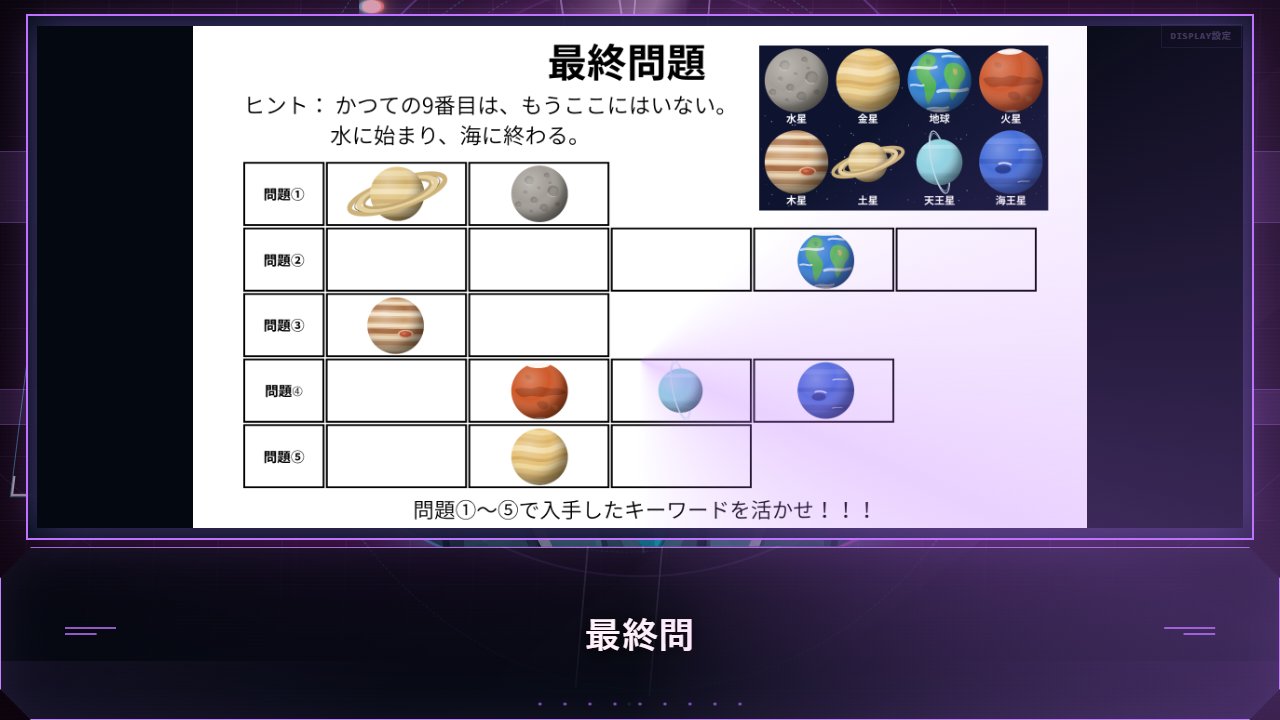 DISPLAY設定
最終問題
ヒント： かつての9番目は、もうここにはいない。
水に始まり、海に終わる。
水星 金星 地球 火星
木星 土星 天王星 海王星
問題①
問題②
問題③
問題④
問題⑤
問題①～⑤で入手したキーワードを活かせ！！！
最終問